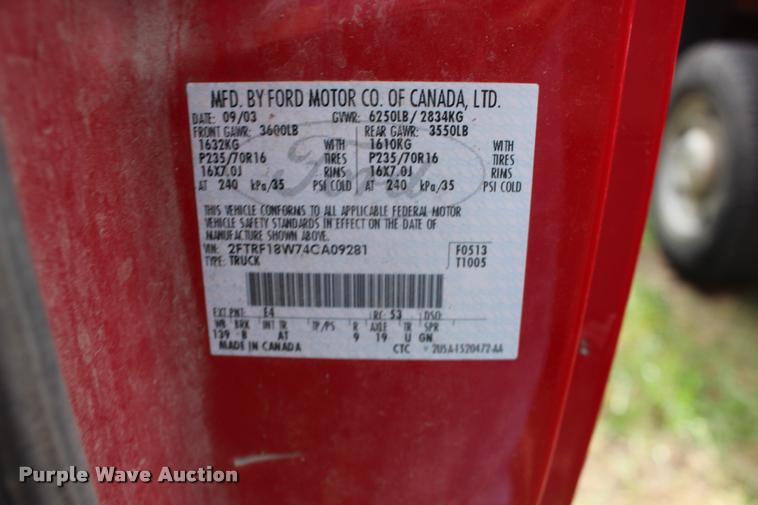 MFD. BY FORD MOTOR CO. OF CANADA, LTD.
DATE: 09/03 GVWR: 6250LB/ 2834KG
FRONT GAWR: 3600LB REAR GAWR: 3550LB
1632KG WITH 1610KG WITH
P235/70R16 TIRES P235/70R16 TIRES
16X7.0J RIMS 16X7.0J RIMS
AT 240 kPa/35 PSI COLD AT 240 kPa/35 PSI COLD
Ford
THIS VEHICLE CONFORMS TO ALL APPLICABLE FEDERAL MOTOR
VEHICLE SAFETY STANDARDS IN EFFECT ON THE DATE OF
MANUFACTURE SHOWN ABOVE.
VIN: 2FTRF18W74CA09281 F0513
TYPE: TRUCK T1005
EXT PNT: E4 RC: 53 DSO:
WB BRK INT TR TP/PS R AXLE TR SPR
139 B AT 9 19 U GN
MADE IN CANADA CTC 2U5A-1520472-AA
Purple Wave Auction